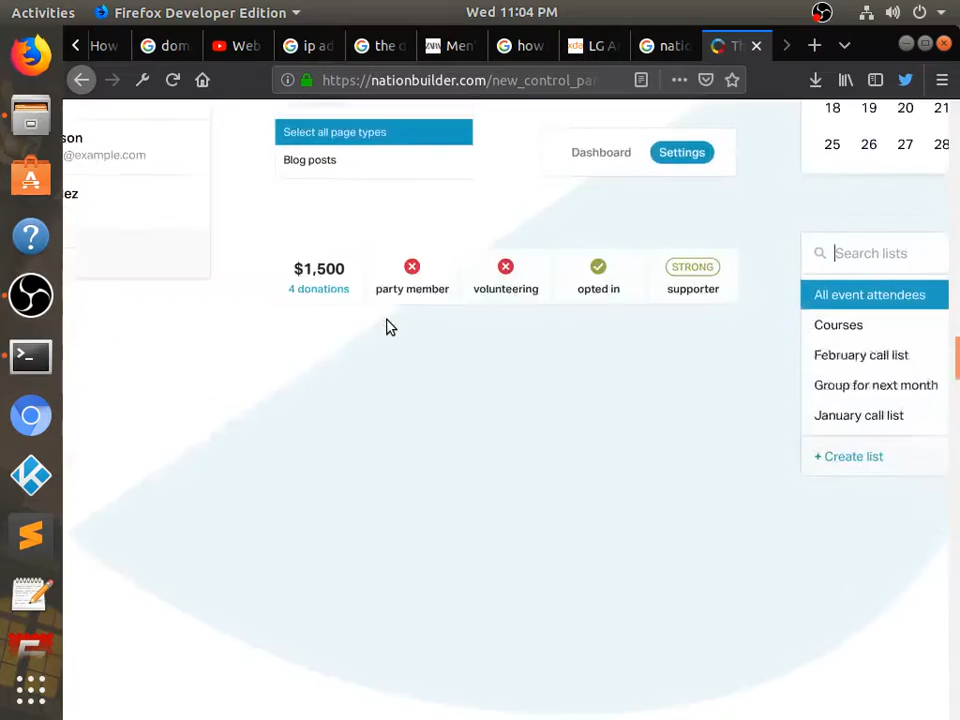 Activities
Firefox Developer Edition
Wed 11:04 PM
How
dom
Web
ip ad
the
Men'
how
LG A
natio
Th
https://nationbuilder.com/new_control_pa
son
@example.com
ez
Select all page types
Blog posts
Dashboard
Settings
$1,500
4 donations
party member
volunteering
opted in
STRONG
supporter
18 19 20 21
25 26 27 28
Search lists
All event attendees
Courses
February call list
Group for next month
January call list
+ Create list